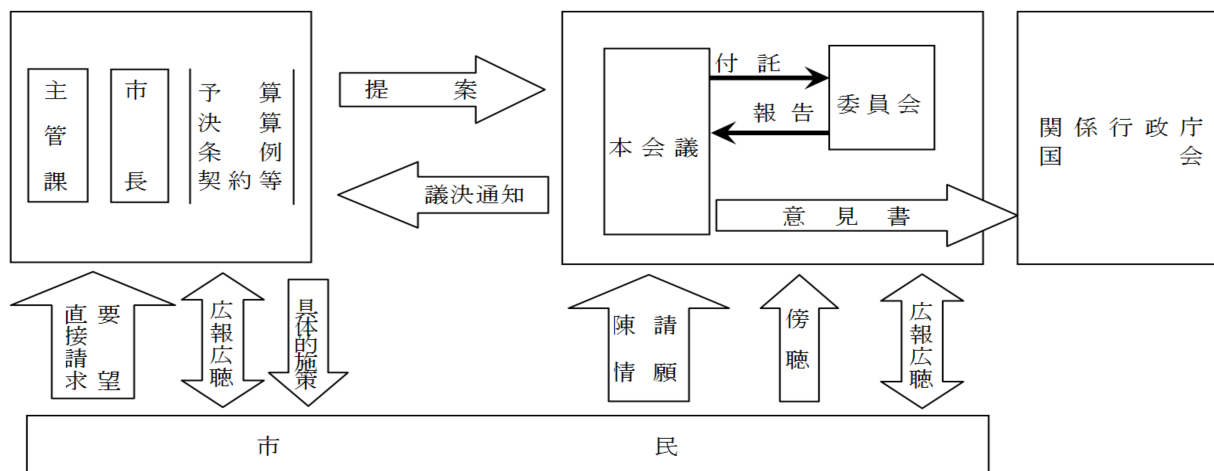 主管課
市長
予算
決算
条例
契約等
提案
議決通知
本会議
付託
報告
委員会
意見書
関係行政庁
国会
要望
直接請求
広報広聴
具体的施策
請願
陳情
傍聴
広報広聴
市民